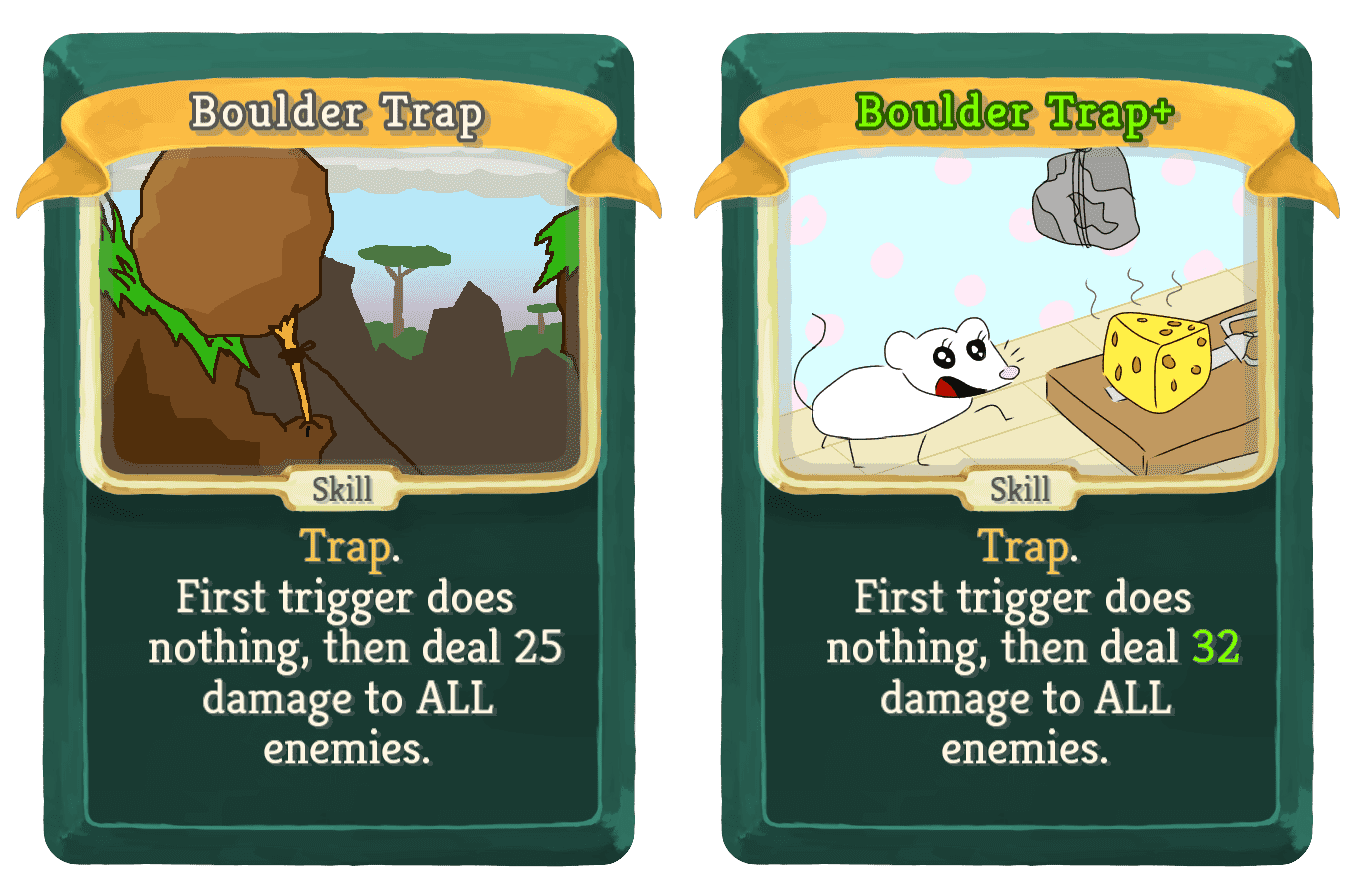 Boulder Trap
Skill
Trap.
First trigger does
nothing, then deal 25
damage to ALL
enemies.
Boulder Trap+
Skill
Trap.
First trigger does
nothing, then deal 32
damage to ALL
enemies.